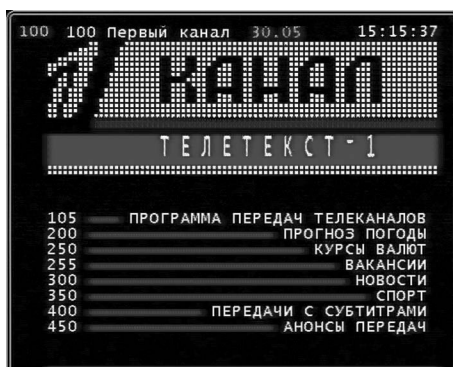 100 100 Первый канал 30.05 15:15:37
1 КАНАЛ
ТЕЛЕТЕКСТ-1
105 ПРОГРАММА ПЕРЕДАЧ ТЕЛЕКАНАЛОВ
200 ПРОГНОЗ ПОГОДЫ
250 КУРСЫ ВАЛЮТ
255 ВАКАНСИИ
300 НОВОСТИ
350 СПОРТ
400 ПЕРЕДАЧИ С СУБТИТРАМИ
450 АНОНСЫ ПЕРЕДАЧ